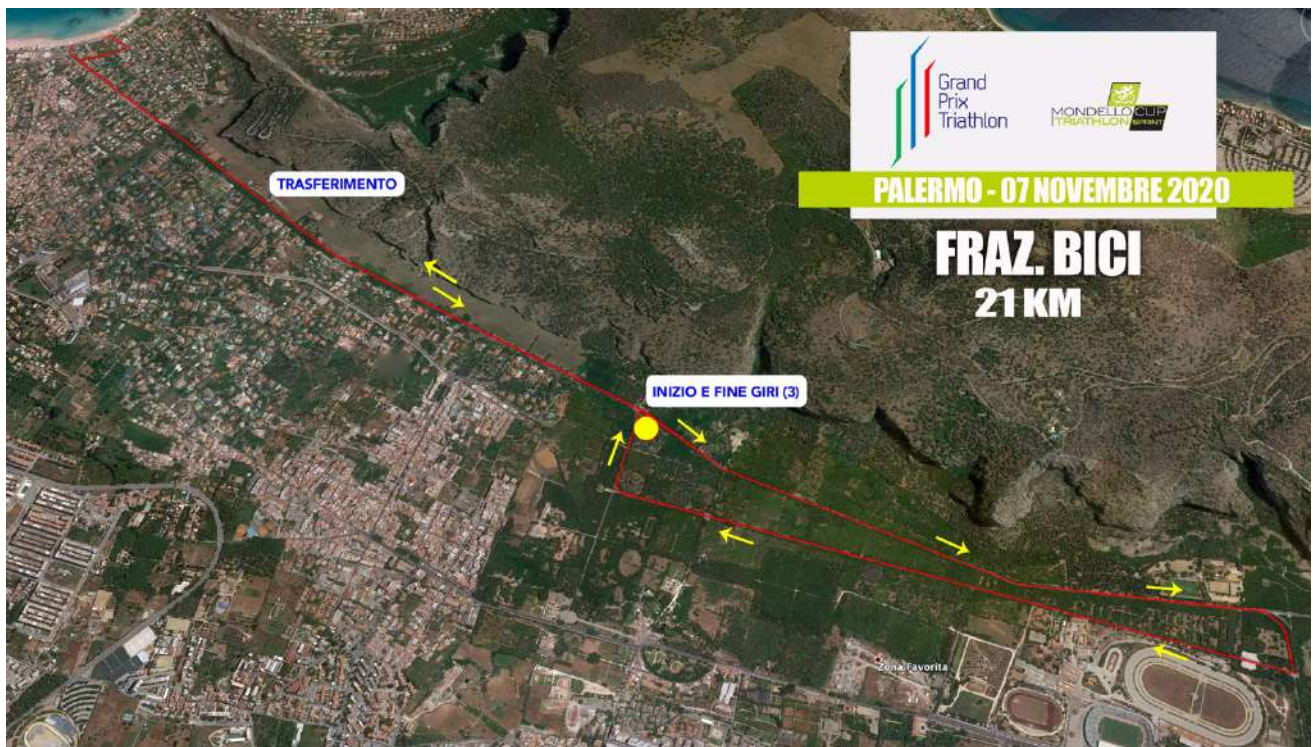 Grand
Prix
Triathlon
MONDELLO CUP
TRIATHLON SPRINT
PALERMO - 07 NOVEMBRE 2020
FRAZ. BICI
21 KM
TRASFERIMENTO
INIZIO E FINE GIRI (3)
Zona Favorita